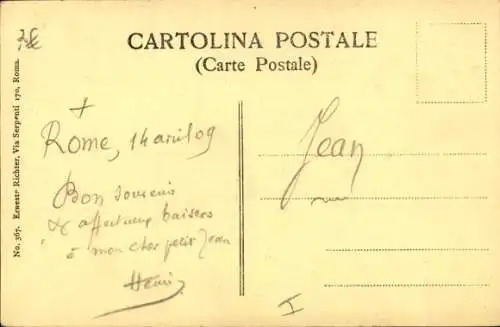 CARTOLINA POSTALE
(Carte Postale)
No. 367. Ernesto Richter, Via Serpenti 170, Roma.
Rome, 14 avril 09
Bon souvenir
& affectueux baisers
à mon cher petit Jean
Henri
Jean
I